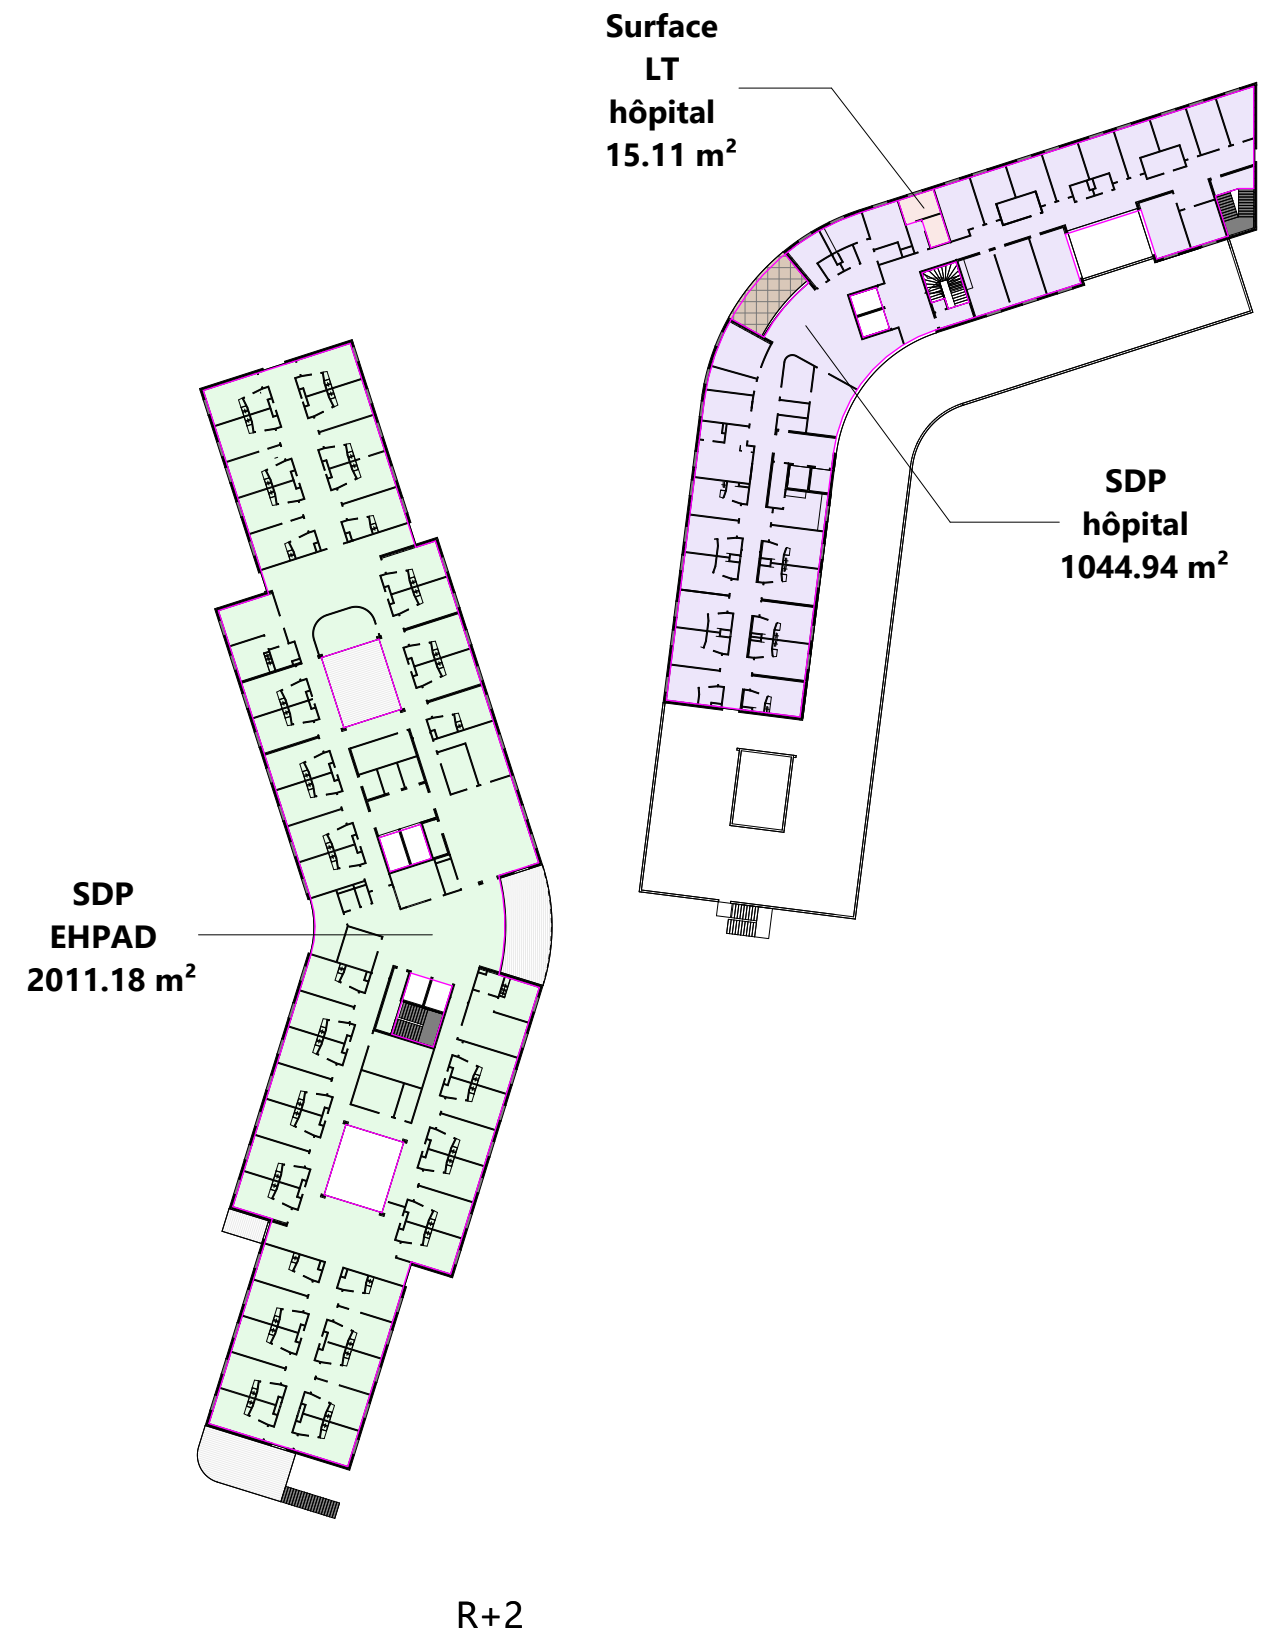 Surface
LT
hôpital
15.11 m²
SDP
hôpital
1044.94 m²
SDP
EHPAD
2011.18 m²
R+2